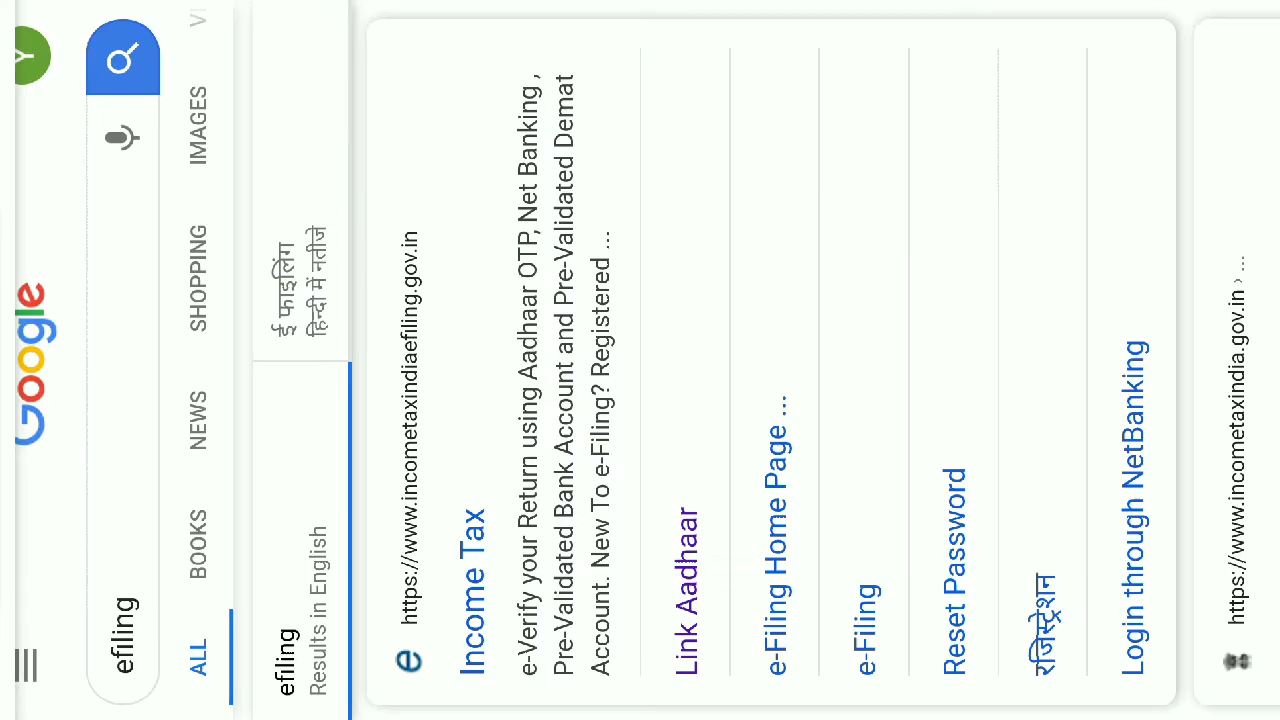 Google
Y
efiling
ALL BOOKS NEWS SHOPPING IMAGES
efiling
Results in English
ई फाइलिंग
हिन्दी में नतीजे
https://www.incometaxindiaefiling.gov.in
Income Tax
e-Verify your Return using Aadhaar OTP, Net Banking ,
Pre-Validated Bank Account and Pre-Validated Demat
Account. New To e-Filing? Registered ...
Link Aadhaar
e-Filing Home Page ...
e-Filing
Reset Password
रजिस्ट्रेशन
Login through NetBanking
https://www.incometaxindia.gov.in › ...